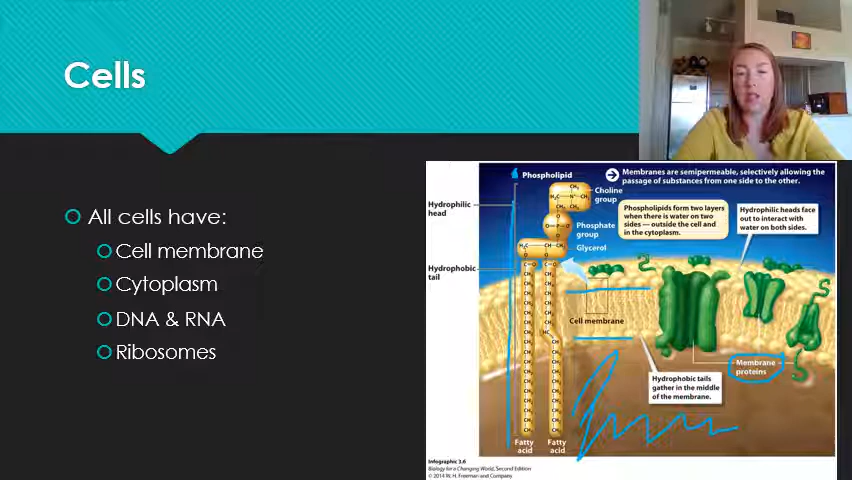 Cells
All cells have:
Cell membrane
Cytoplasm
DNA & RNA
Ribosomes
Phospholipid
Membranes are semipermeable, selectively allowing the
passage of substances from one side to the other.
Hydrophilic
head
Choline
group
Phosphate
group
Glycerol
Phospholipids form two layers
when there is water on two
sides — outside the cell and
in the cytoplasm.
Hydrophilic heads face
out to interact with
water on both sides.
Hydrophobic
tail
Cell membrane
Membrane
proteins
Hydrophobic tails
gather in the middle
of the membrane.
Fatty
acid
Fatty
acid
Infographic 3.6
Biology for a Changing World, Second Edition
© 2014 W. H. Freeman and Company